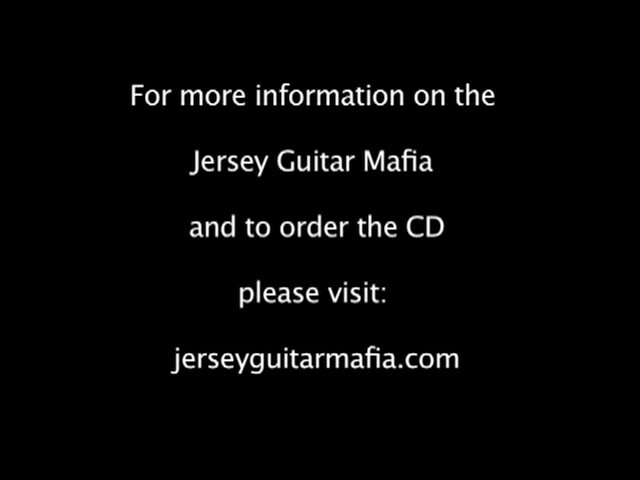 For more information on the
Jersey Guitar Mafia
and to order the CD
please visit:
jerseyguitarmafia.com